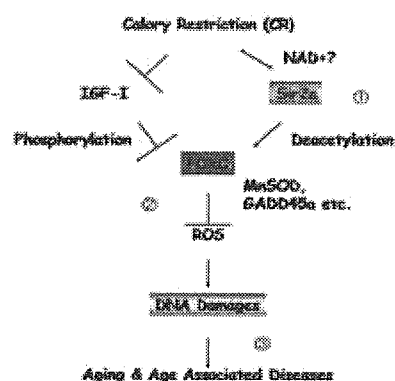 Calory Restriction (CR)
NAD+?
IGF-I
Sir2α ①
Phosphorylation
Deacetylation
MnSOD,
② GADD45α etc.
ROS
DNA Damages
③
Aging & Age Associated Diseases